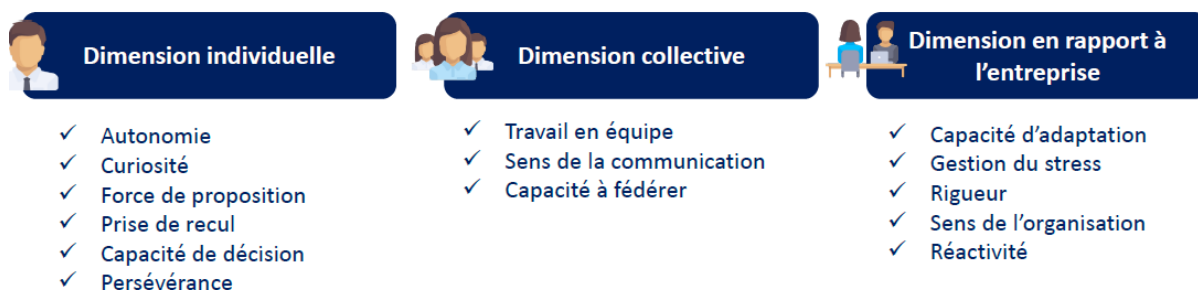 Dimension individuelle
Autonomie
Curiosité
Force de proposition
Prise de recul
Capacité de décision
Persévérance
Dimension collective
Travail en équipe
Sens de la communication
Capacité à fédérer
Dimension en rapport à
l'entreprise
Capacité d'adaptation
Gestion du stress
Rigueur
Sens de l'organisation
Réactivité